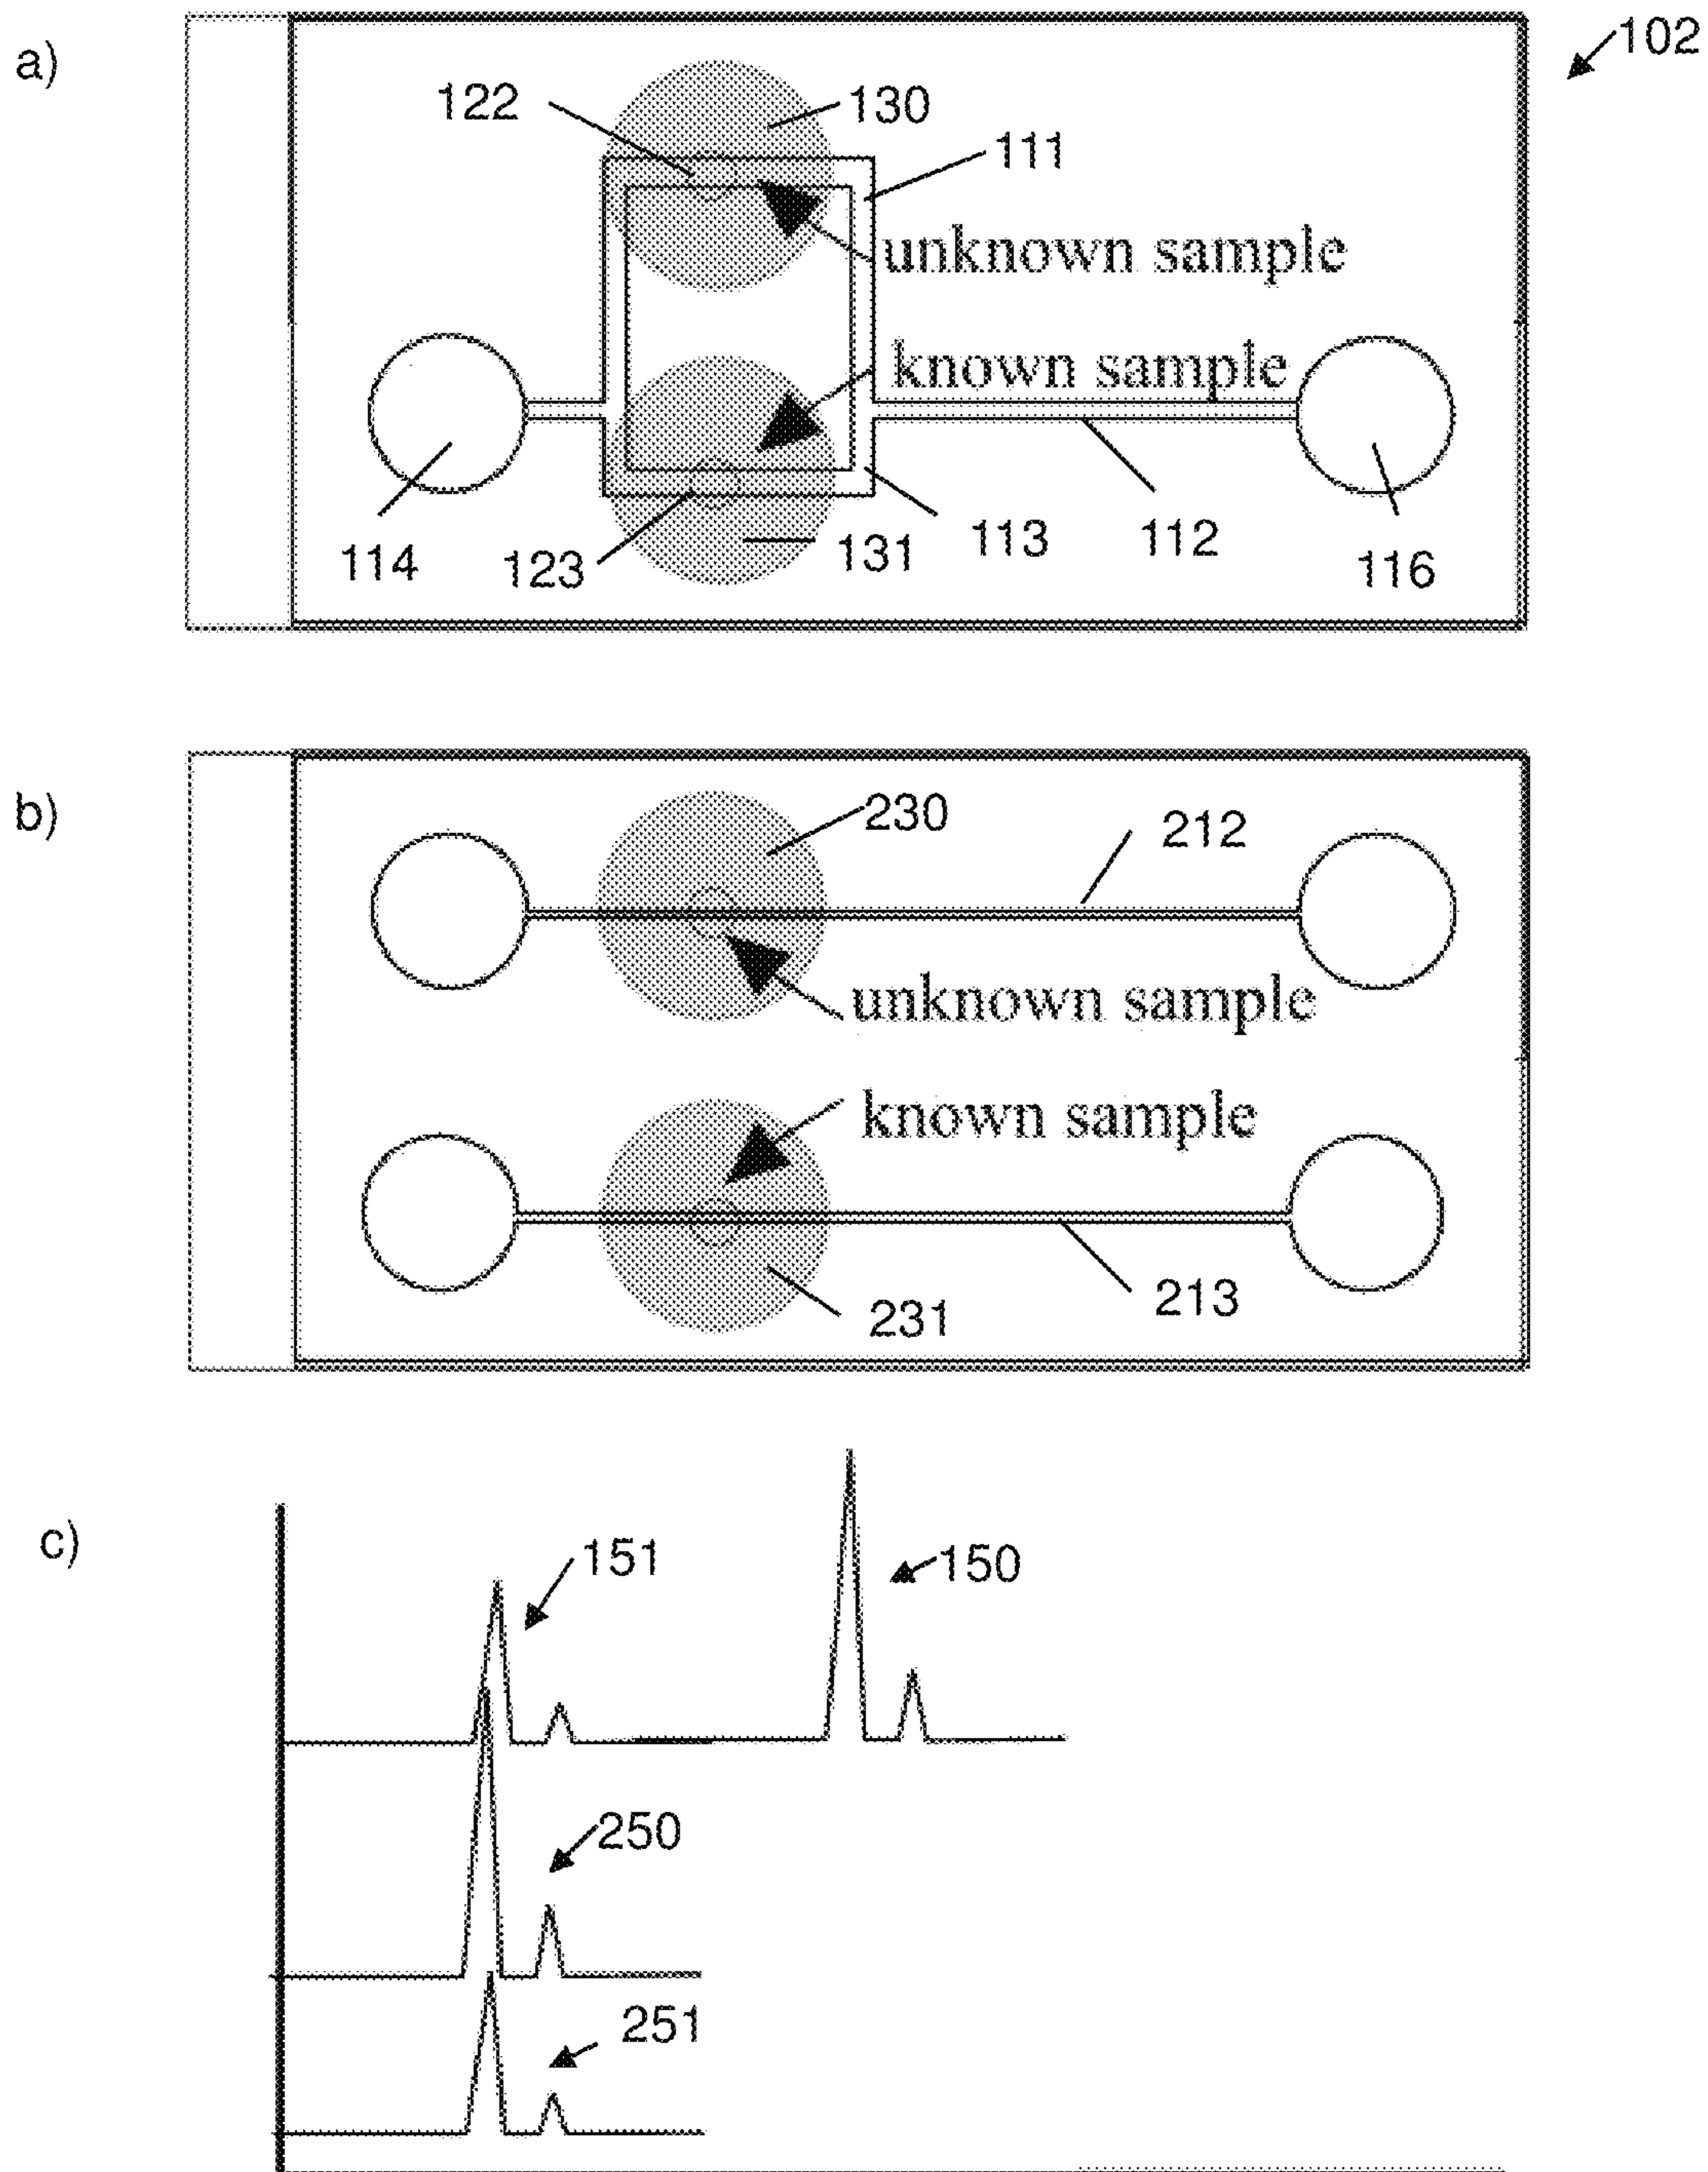 a)
102
122
130
111
unknown sample
known sample
114
123
131
113
112
116
b)
230
212
unknown sample
known sample
231
213
c)
151
150
250
251